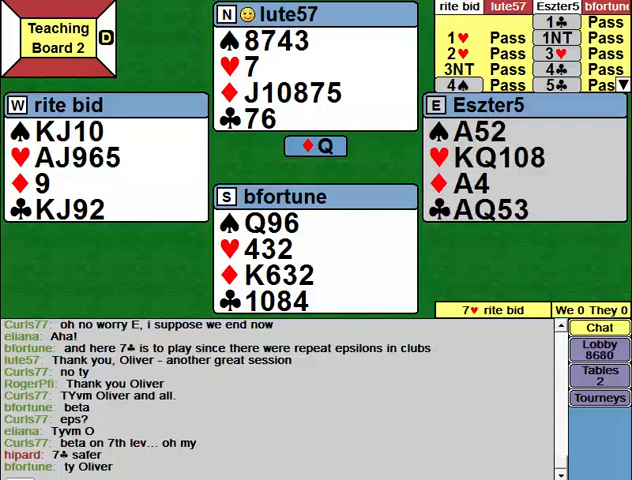 Teaching
Board 2
D
N lute57
♠8743
♥7
♦J10875
♣76
rite bid lute57 Eszter5 bfortune
1♣ Pass
1♥ Pass 1NT Pass
2♥ Pass 3♥ Pass
3NT Pass 4♣ Pass
4♠ Pass 5♣ Pas
W rite bid
♠KJ10
♥AJ965
♦9
♣KJ92
♦Q
E Eszter5
♠A52
♥KQ108
♦A4
♣AQ53
S bfortune
♠Q96
♥432
♦K632
♣1084
7♥ rite bid We 0 They 0
Curls77: oh no worry E, i suppose we end now
eliana: Aha!
bfortune: and here 7♣ is to play since there were repeat epsilons in clubs
lute57: Thank you, Oliver - another great session
Curls77: no ty
RogerPfi: Thank you Oliver
Curls77: TYvm Oliver and all.
bfortune: beta
Curls77: eps?
eliana: Tyvm O
Curls77: beta on 7th lev... oh my
hipard: 7♣ safer
bfortune: ty Oliver
Chat
Lobby
8680
Tables
2
Tourneys